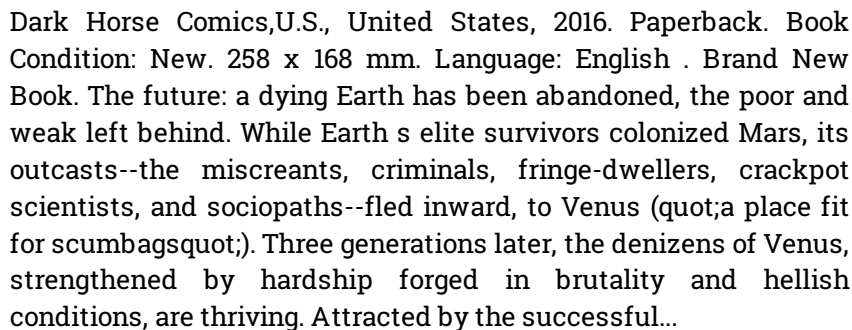 Dark Horse Comics,U.S., United States, 2016. Paperback. Book
Condition: New. 258 x 168 mm. Language: English . Brand New
Book. The future: a dying Earth has been abandoned, the poor and
weak left behind. While Earth s elite survivors colonized Mars, its
outcasts--the miscreants, criminals, fringe-dwellers, crackpot
scientists, and sociopaths--fled inward, to Venus (quot;a place fit
for scumbagsquot;). Three generations later, the denizens of Venus,
strengthened by hardship forged in brutality and hellish
conditions, are thriving. Attracted by the successful...